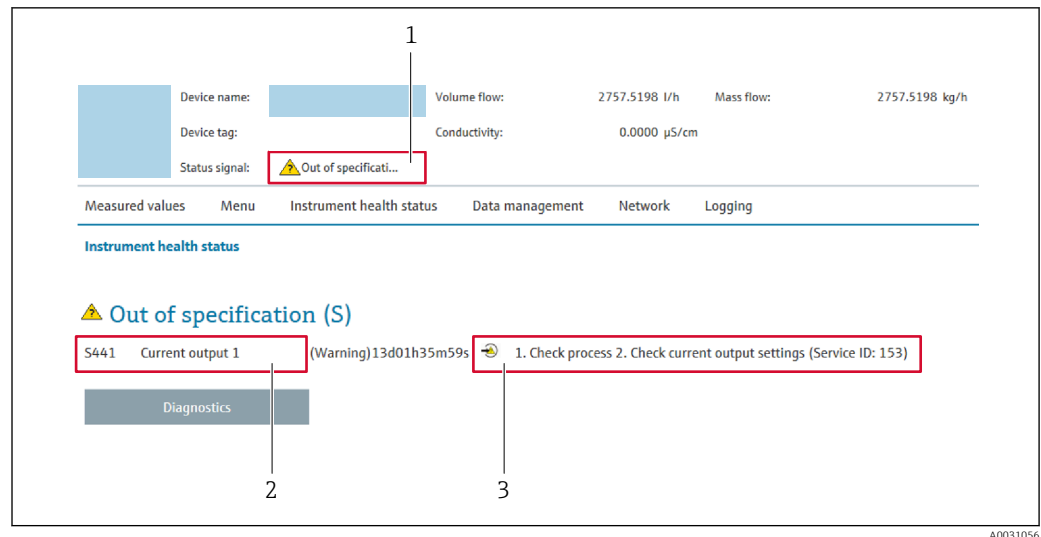 1
Device name: Volume flow: 2757.5198 l/h Mass flow: 2757.5198 kg/h
Device tag: Conductivity: 0.0000 µS/cm
Status signal: Out of specificati...
Measured values Menu Instrument health status Data management Network Logging
Instrument health status
Out of specification (S)
S441 Current output 1 (Warning)13d01h35m59s 1. Check process 2. Check current output settings (Service ID: 153)
Diagnostics
2 3
A0031056